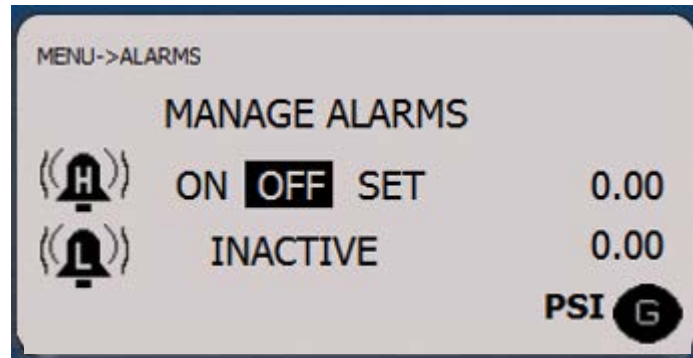 MENU->ALARMS
MANAGE ALARMS
H ON OFF SET 0.00
L INACTIVE 0.00
PSI G